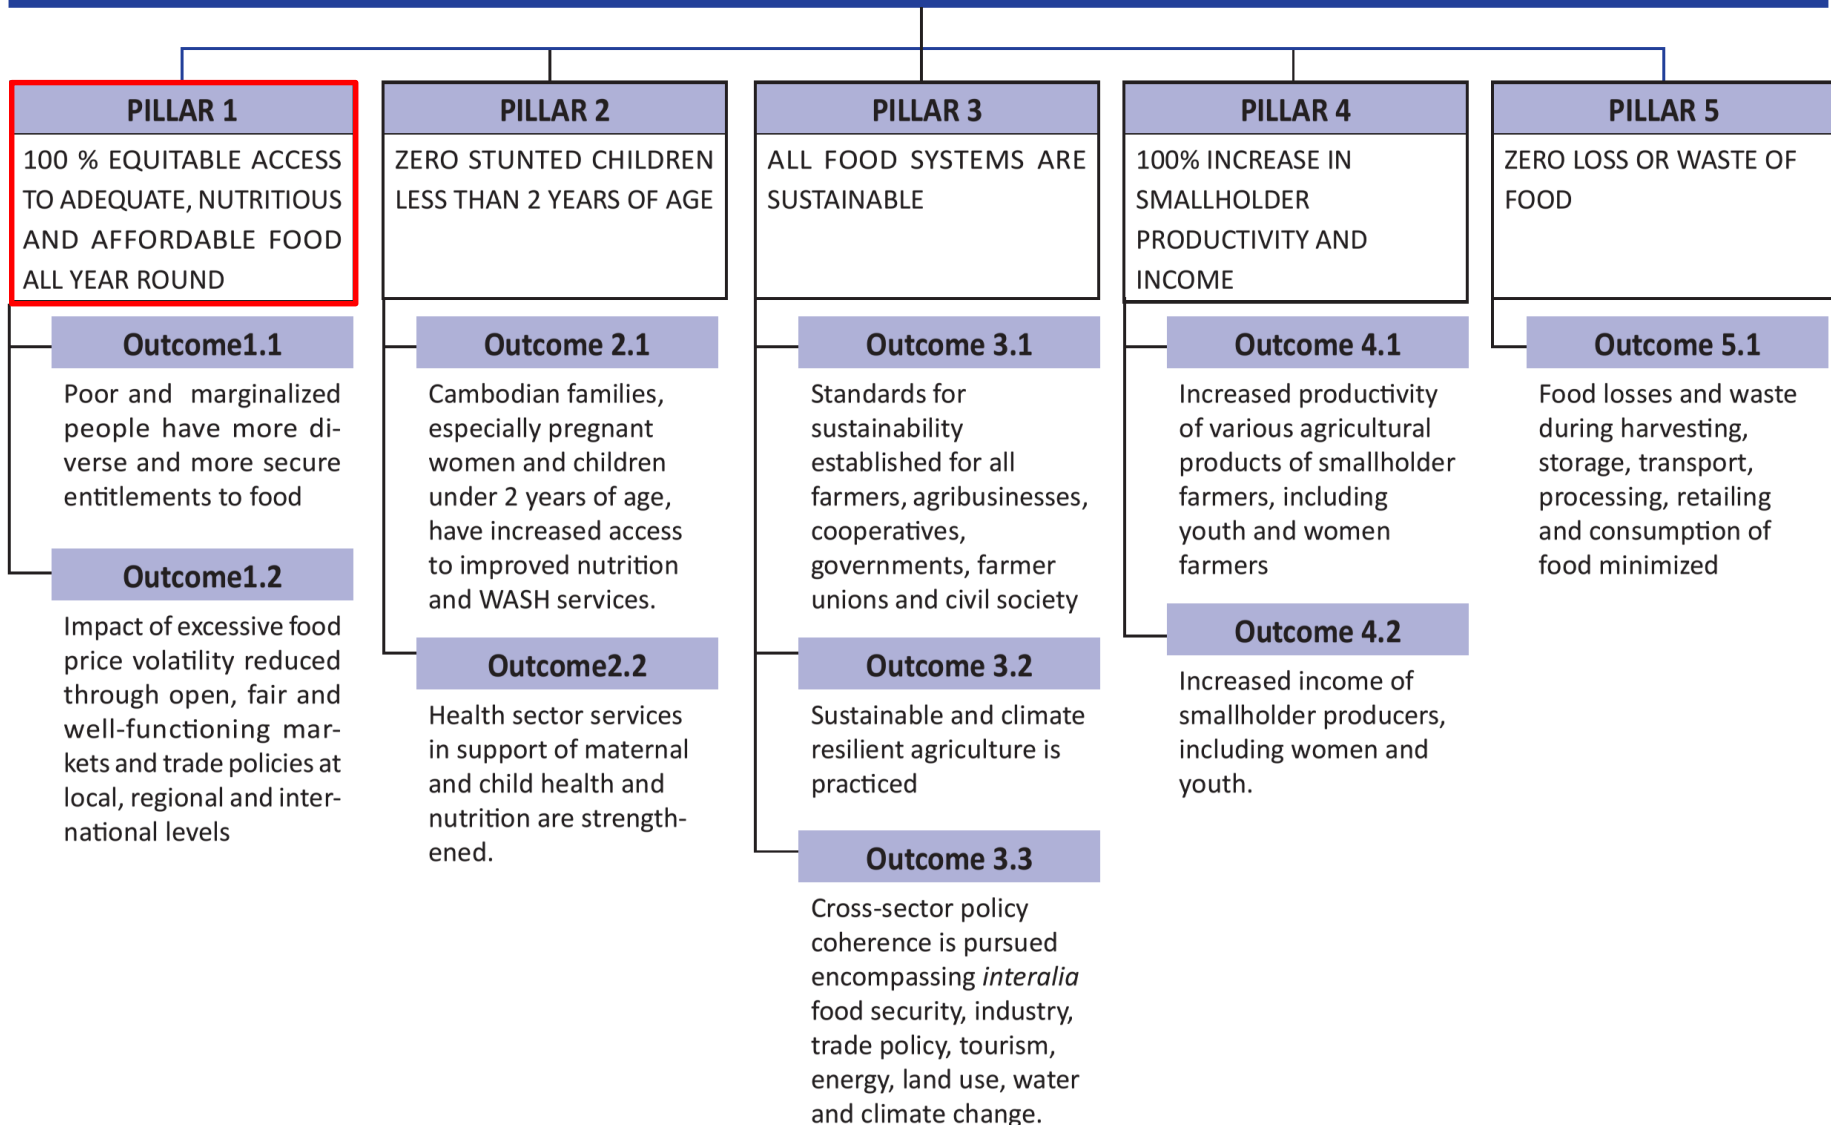 PILLAR 1
100 % EQUITABLE ACCESS
TO ADEQUATE, NUTRITIOUS
AND AFFORDABLE FOOD
ALL YEAR ROUND
Outcome1.1
Poor and marginalized
people have more di-
verse and more secure
entitlements to food
Outcome1.2
Impact of excessive food
price volatility reduced
through open, fair and
well-functioning mar-
kets and trade policies at
local, regional and inter-
national levels
PILLAR 2
ZERO STUNTED CHILDREN
LESS THAN 2 YEARS OF AGE
Outcome 2.1
Cambodian families,
especially pregnant
women and children
under 2 years of age,
have increased access
to improved nutrition
and WASH services.
Outcome2.2
Health sector services
in support of maternal
and child health and
nutrition are strength-
ened.
PILLAR 3
ALL FOOD SYSTEMS ARE
SUSTAINABLE
Outcome 3.1
Standards for
sustainability
established for all
farmers, agribusinesses,
cooperatives,
governments, farmer
unions and civil society
Outcome 3.2
Sustainable and climate
resilient agriculture is
practiced
Outcome 3.3
Cross-sector policy
coherence is pursued
encompassing interalia
food security, industry,
trade policy, tourism,
energy, land use, water
and climate change.
PILLAR 4
100% INCREASE IN
SMALLHOLDER
PRODUCTIVITY AND
INCOME
Outcome 4.1
Increased productivity
of various agricultural
products of smallholder
farmers, including
youth and women
farmers
Outcome 4.2
Increased income of
smallholder producers,
including women and
youth.
PILLAR 5
ZERO LOSS OR WASTE OF
FOOD
Outcome 5.1
Food losses and waste
during harvesting,
storage, transport,
processing, retailing
and consumption of
food minimized